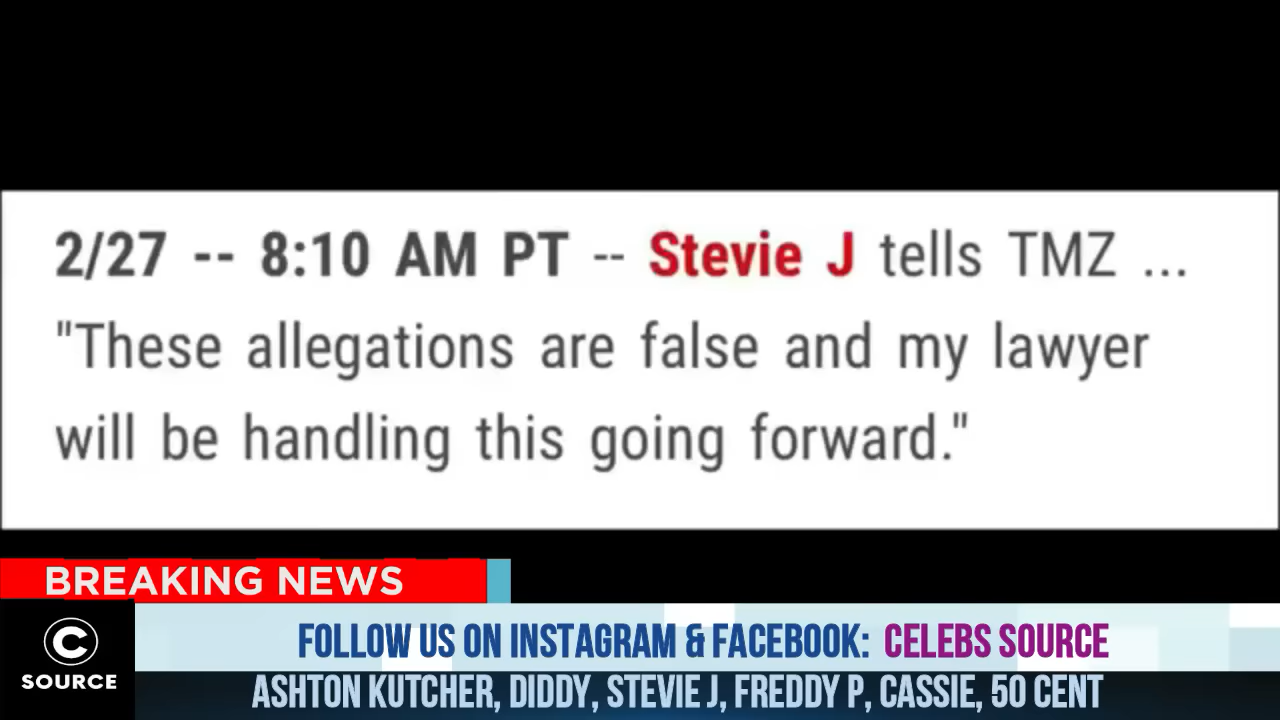 2/27 -- 8:10 AM PT -- Stevie J tells TMZ ...
"These allegations are false and my lawyer
will be handling this going forward."
BREAKING NEWS
C
SOURCE
FOLLOW US ON INSTAGRAM & FACEBOOK: CELEBS SOURCE
ASHTON KUTCHER, DIDDY, STEVIE J, FREDDY P, CASSIE, 50 CENT